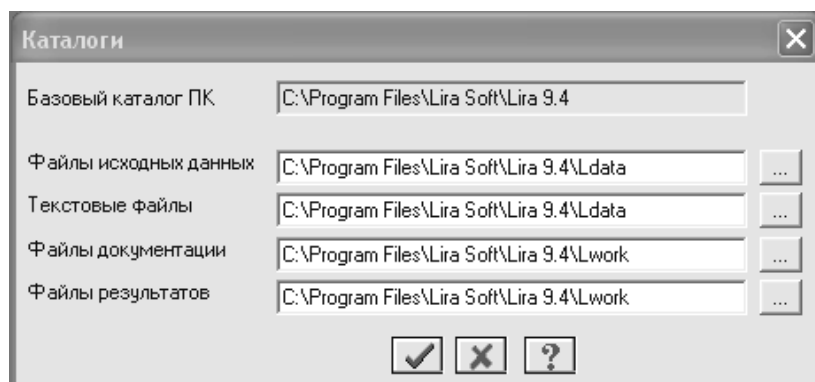 Каталоги
Базовый каталог ПК C:\Program Files\Lira Soft\Lira 9.4
Файлы исходных данных C:\Program Files\Lira Soft\Lira 9.4\Ldata ...
Текстовые файлы C:\Program Files\Lira Soft\Lira 9.4\Ldata ...
Файлы документации C:\Program Files\Lira Soft\Lira 9.4\Lwork ...
Файлы результатов C:\Program Files\Lira Soft\Lira 9.4\Lwork ...
?